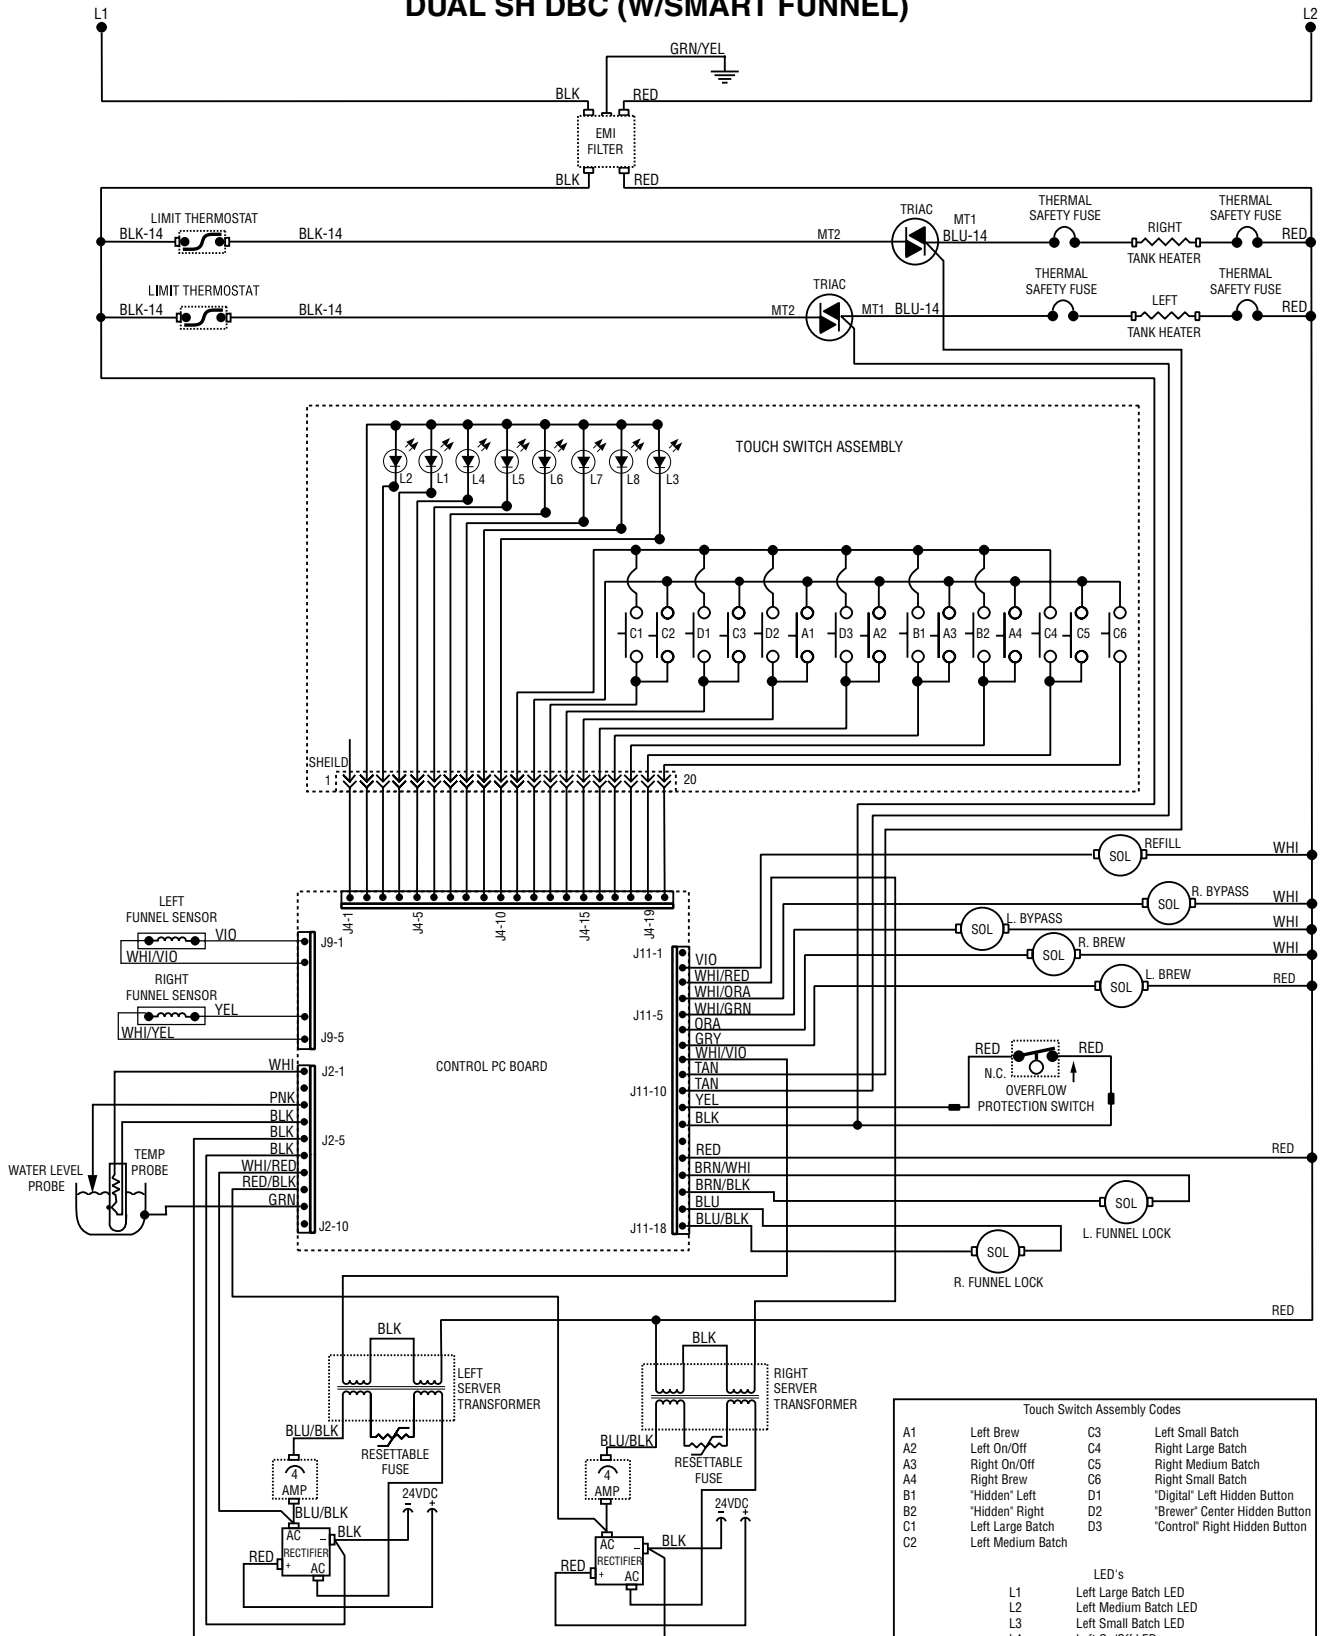 DUAL SH DBC (W/SMART FUNNEL)
L1
L2
GRN/YEL
BLK
RED
EMI
FILTER
BLK
RED
LIMIT THERMOSTAT
BLK-14
BLK-14
MT2
TRIAC
MT1
BLU-14
THERMAL
SAFETY FUSE
RIGHT
TANK HEATER
THERMAL
SAFETY FUSE
RED
LIMIT THERMOSTAT
BLK-14
BLK-14
MT2
TRIAC
MT1
BLU-14
THERMAL
SAFETY FUSE
LEFT
TANK HEATER
THERMAL
SAFETY FUSE
RED
TOUCH SWITCH ASSEMBLY
L2 L1 L4 L5 L6 L7 L8 L3
C1 C2 D1 C3 D2 A1 D3 A2 B1 A3 B2 A4 C4 C5 C6
SHEILD
1
20
J4-1
J4-5
J4-10
J4-15
J4-19
LEFT
FUNNEL SENSOR
VIO
WHI/VIO
RIGHT
FUNNEL SENSOR
YEL
WHI/YEL
J9-1
J9-5
CONTROL PC BOARD
WHI
PNK
BLK
BLK
BLK
WHI/RED
RED/BLK
GRN
J2-1
J2-5
J2-10
WATER LEVEL
PROBE
TEMP
PROBE
J11-1
J11-5
J11-10
J11-18
VIO
WHI/RED
WHI/ORA
WHI/GRN
ORA
GRY
WHI/VIO
TAN
TAN
YEL
BLK
RED
BRN/WHI
BRN/BLK
BLU
BLU/BLK
SOL
REFILL
WHI
SOL
R. BYPASS
WHI
SOL
L. BYPASS
WHI
SOL
R. BREW
WHI
SOL
L. BREW
RED
RED
RED
N.C.
OVERFLOW
PROTECTION SWITCH
RED
SOL
L. FUNNEL LOCK
SOL
R. FUNNEL LOCK
RED
BLK
LEFT
SERVER
TRANSFORMER
BLU/BLK
RESETTABLE
FUSE
4
AMP
BLU/BLK
24VDC
- +
AC
RECTIFIER
AC
-
+
BLK
RED
BLK
RIGHT
SERVER
TRANSFORMER
BLU/BLK
RESETTABLE
FUSE
4
AMP
24VDC
- +
AC
RECTIFIER
AC
-
+
BLK
RED
Touch Switch Assembly Codes
A1 Left Brew C3 Left Small Batch
A2 Left On/Off C4 Right Large Batch
A3 Right On/Off C5 Right Medium Batch
A4 Right Brew C6 Right Small Batch
B1 "Hidden" Left D1 "Digital" Left Hidden Button
B2 "Hidden" Right D2 "Brewer" Center Hidden Button
C1 Left Large Batch D3 "Control" Right Hidden Button
C2 Left Medium Batch
LED's
L1 Left Large Batch LED
L2 Left Medium Batch LED
L3 Left Small Batch LED